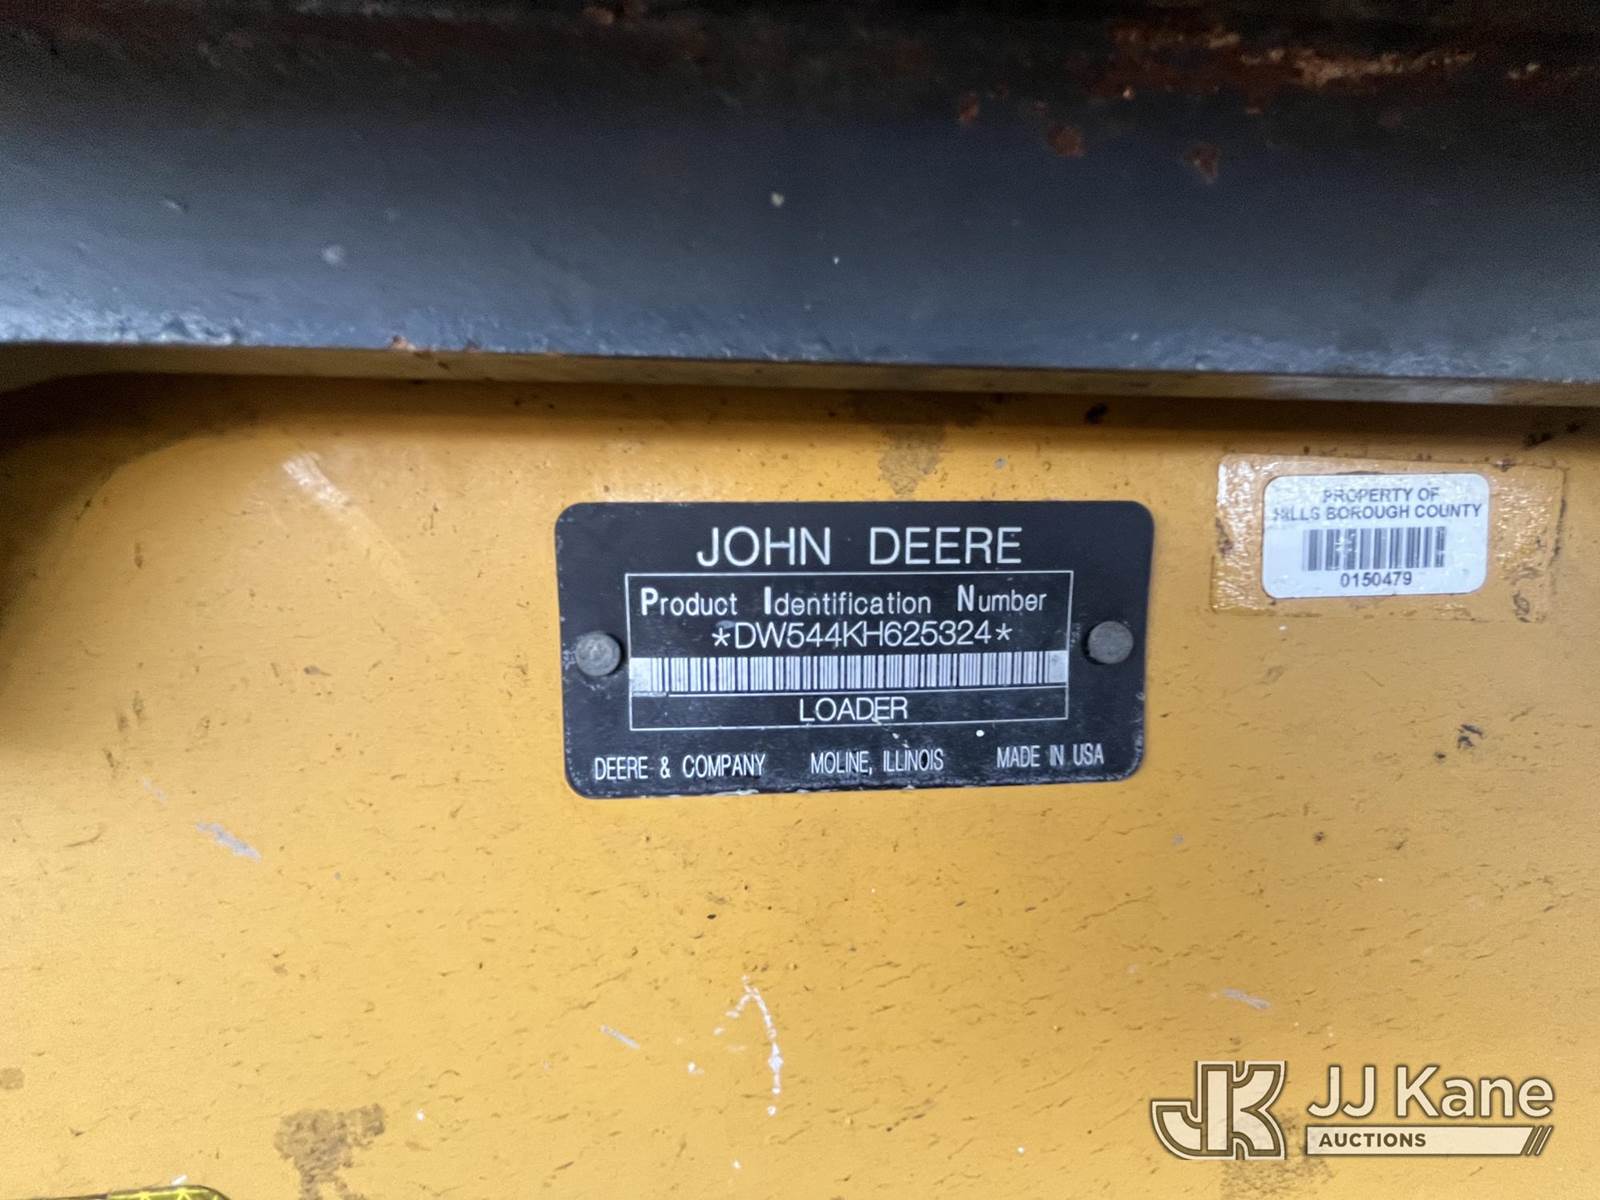 JOHN DEERE
Product Identification Number
*DW544KH625324*
LOADER
DEERE & COMPANY MOLINE, ILLINOIS MADE IN USA
PROPERTY OF
HILLS BOROUGH COUNTY
0150479
JK JJ Kane
AUCTIONS